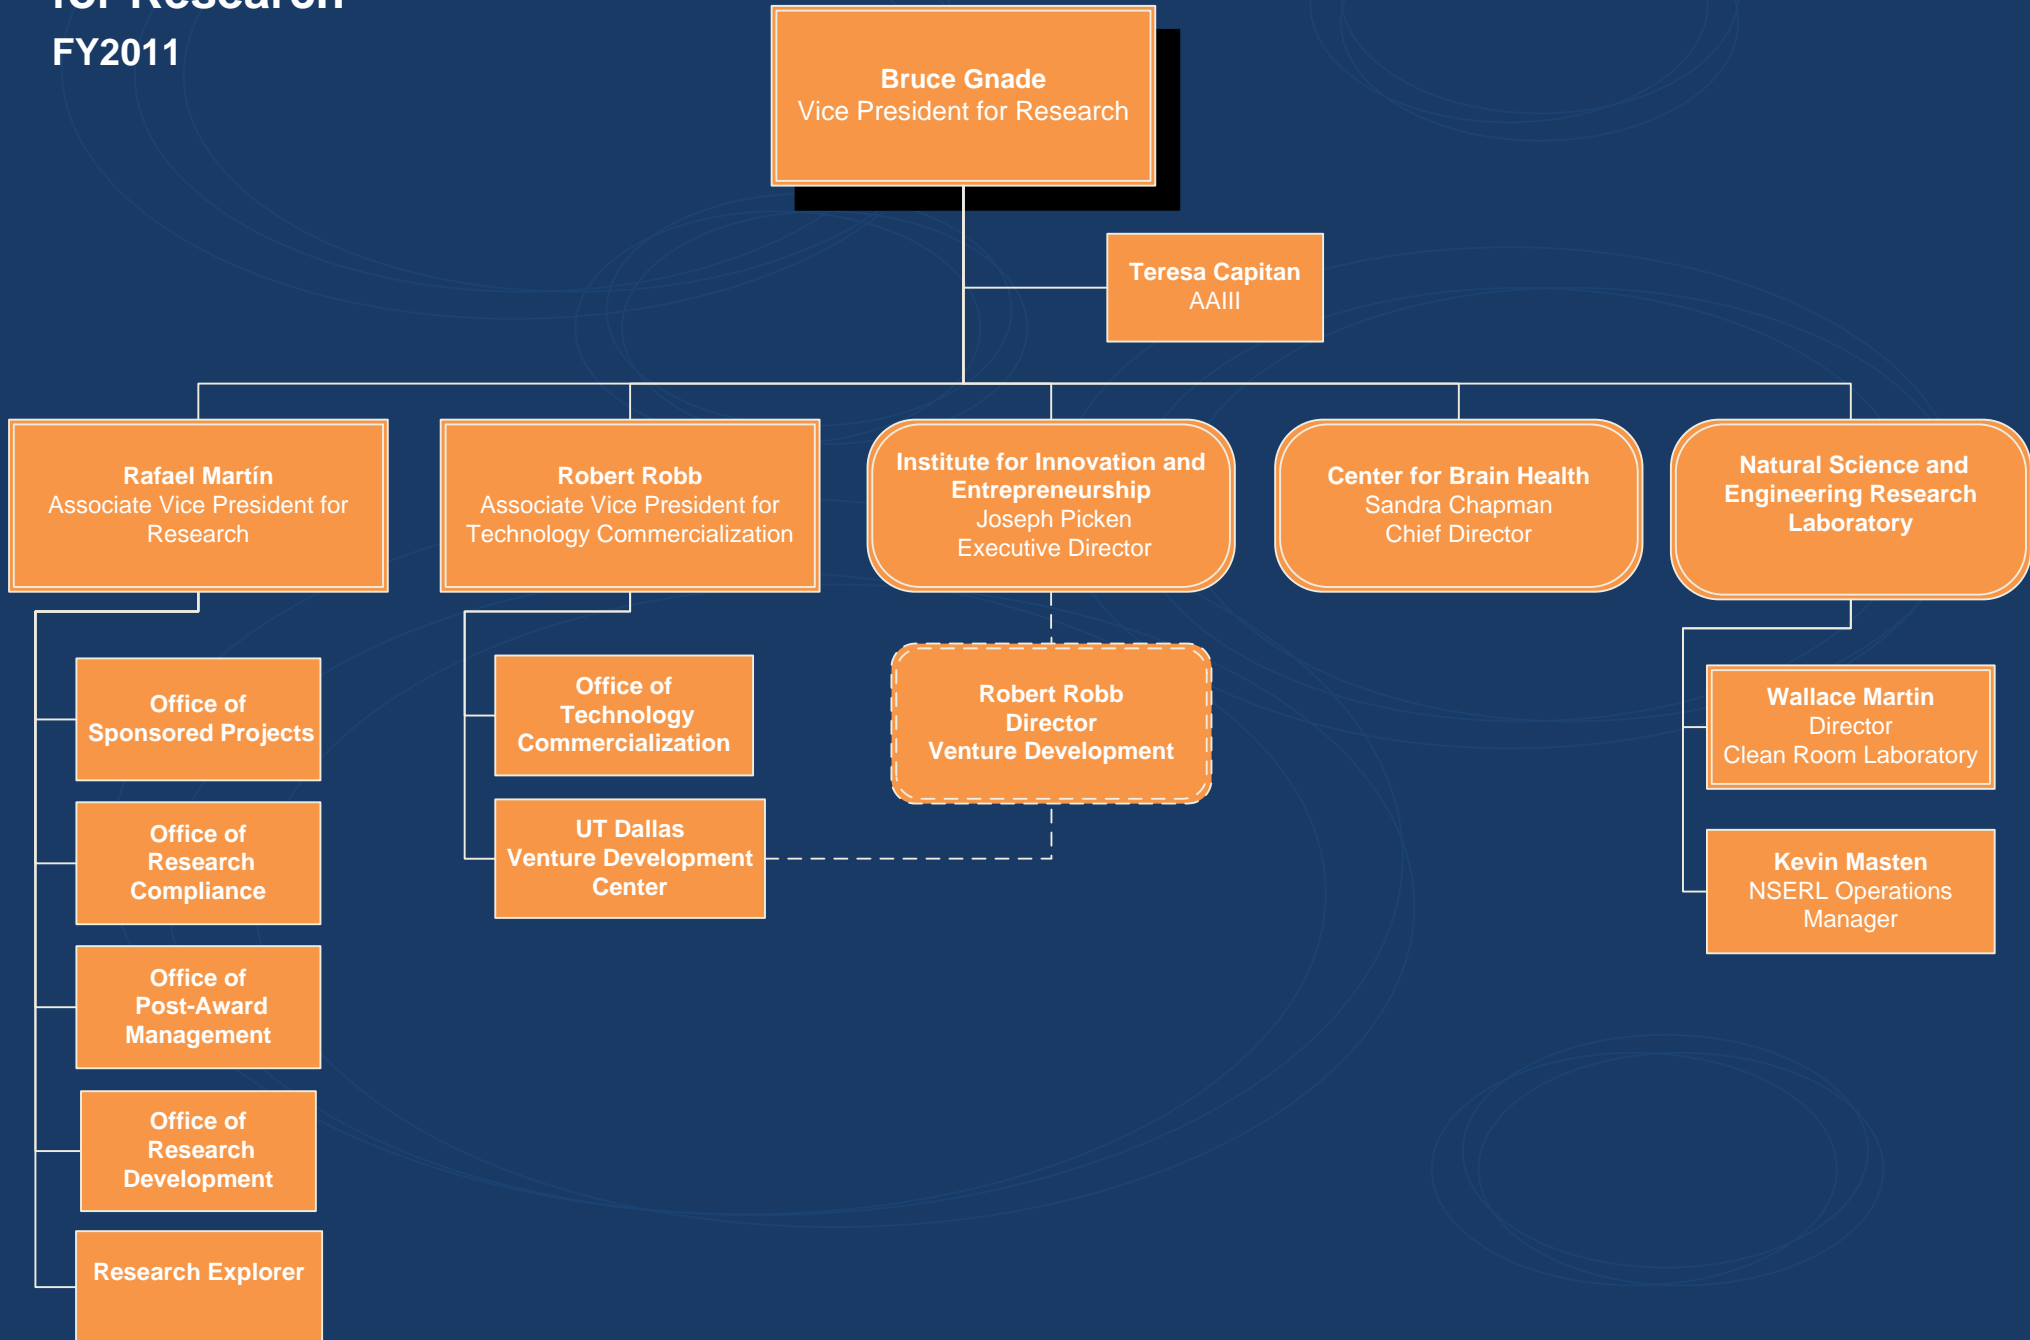 for Research
FY2011
Bruce Gnade
Vice President for Research
Teresa Capitan
AAIII
Rafael Martín
Associate Vice President for
Research
Robert Robb
Associate Vice President for
Technology Commercialization
Institute for Innovation and
Entrepreneurship
Joseph Picken
Executive Director
Center for Brain Health
Sandra Chapman
Chief Director
Natural Science and
Engineering Research
Laboratory
Office of
Sponsored Projects
Office of
Research
Compliance
Office of
Post-Award
Management
Office of
Research
Development
Research Explorer
Office of
Technology
Commercialization
UT Dallas
Venture Development
Center
Robert Robb
Director
Venture Development
Wallace Martin
Director
Clean Room Laboratory
Kevin Masten
NSERL Operations
Manager